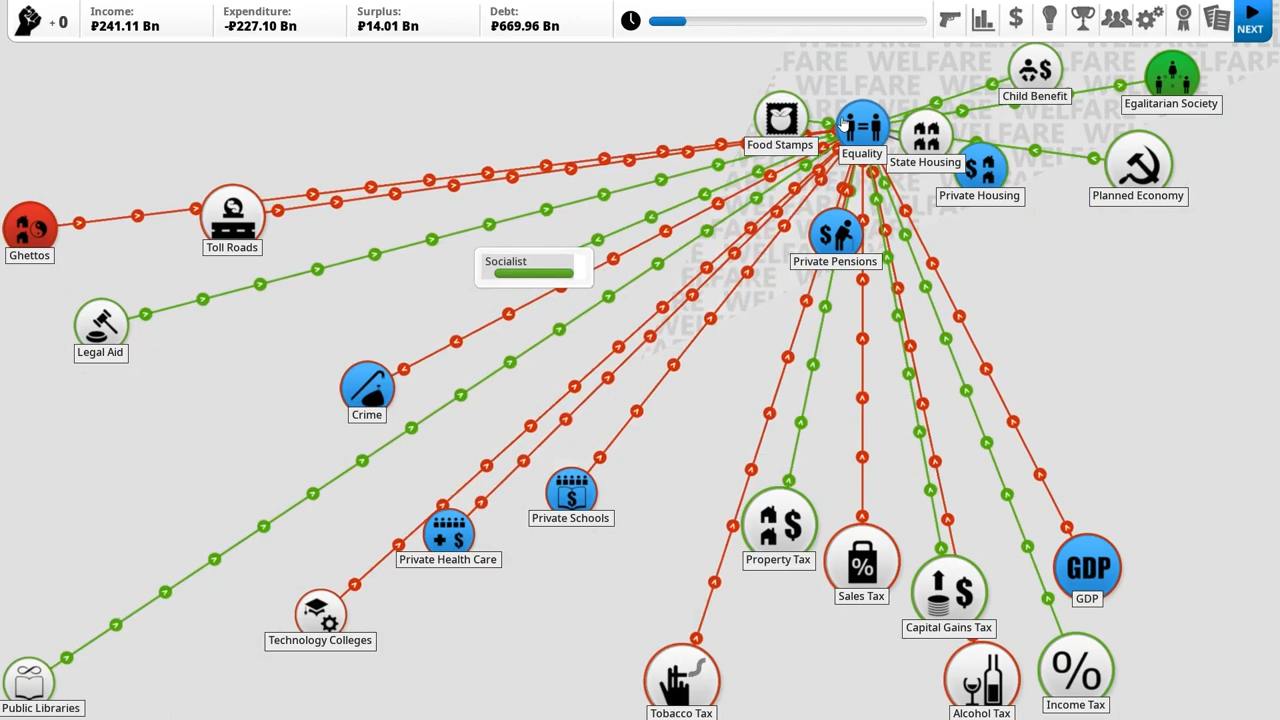 + 0
Income:
₽241.11 Bn
Expenditure:
-₽227.10 Bn
Surplus:
₽14.01 Bn
Debt:
₽669.96 Bn
NEXT
WELFARE WELFARE WELFARE
Child Benefit
Egalitarian Society
Food Stamps
Equality
State Housing
Private Housing
Planned Economy
Ghettos
Toll Roads
Private Pensions
Socialist
Legal Aid
Crime
Private Schools
Private Health Care
Property Tax
Sales Tax
GDP
GDP
Capital Gains Tax
Technology Colleges
Public Libraries
Tobacco Tax
Alcohol Tax
Income Tax